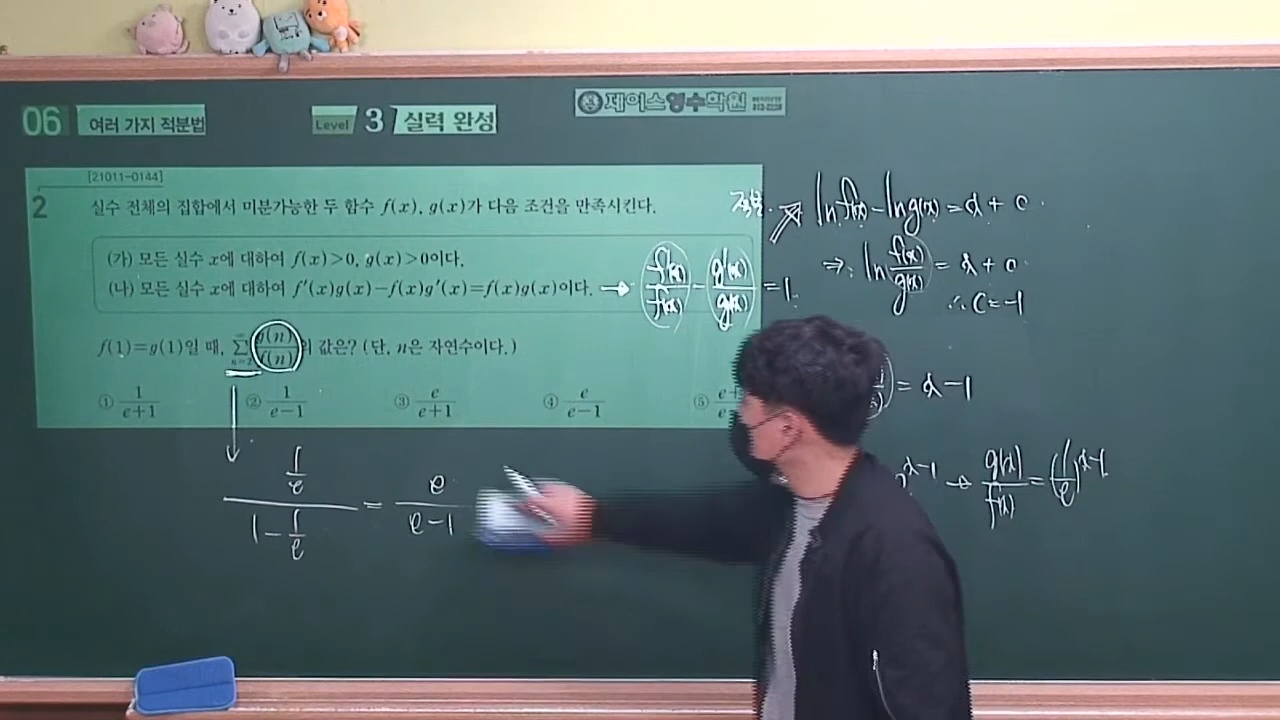 06 여러 가지 적분법
Level 3 실력 완성
제이스영수학원
[21011-0144]
2 실수 전체의 집합에서 미분가능한 두 함수 f(x), g(x)가 다음 조건을 만족시킨다.
(가) 모든 실수 x에 대하여 f(x)>0, g(x)>0이다.
(나) 모든 실수 x에 대하여 f′(x)g(x)−f(x)g′(x)=f(x)g(x)이다.
f(1)=g(1)일 때, ∑ g(n)/f(n)의 값은? (단, n은 자연수이다.)
① 1/(e+1) ② 1/(e−1) ③ e/(e+1) ④ e/(e−1) ⑤
→ f′(x)/f(x) − g′(x)/g(x) = 1
적분. ln f(x) − ln g(x) = x + c
⇒ ln f(x)/g(x) = x + c
∴ c = −1
= x − 1
x−1 → g(x)/f(x) = (1/e)^(x−1)
(1/e)/(1 − 1/e) = e/(e−1)